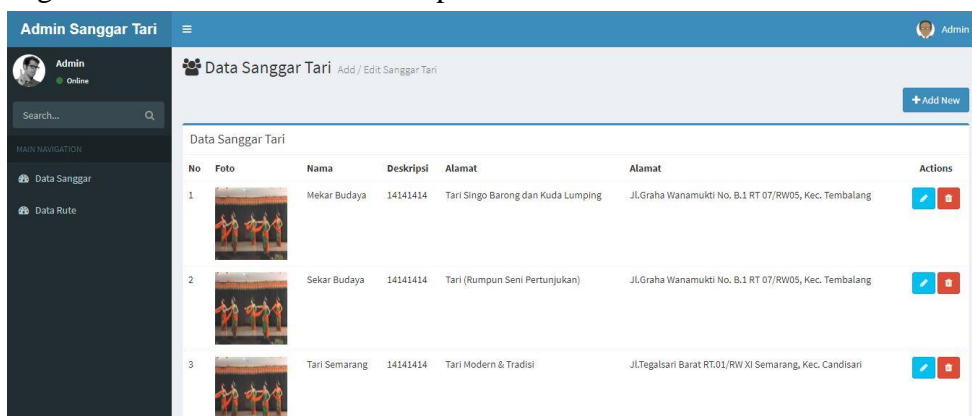 Admin Sanggar Tari
Admin
Admin
Online
Search...
MAIN NAVIGATION
Data Sanggar
Data Rute
Data Sanggar Tari Add / Edit Sanggar Tari
Add New
Data Sanggar Tari
No Foto Nama Deskripsi Alamat Alamat Actions
1 Mekar Budaya 14141414 Tari Singo Barong dan Kuda Lumping Jl.Graha Wanamukti No. B.1 RT 07/RW05, Kec. Tembalang
2 Sekar Budaya 14141414 Tari (Rumpun Seni Pertunjukan) Jl.Graha Wanamukti No. B.1 RT 07/RW05, Kec. Tembalang
3 Tari Semarang 14141414 Tari Modern & Tradisi Jl.Tegalsari Barat RT.01/RW XI Semarang, Kec. Candisari